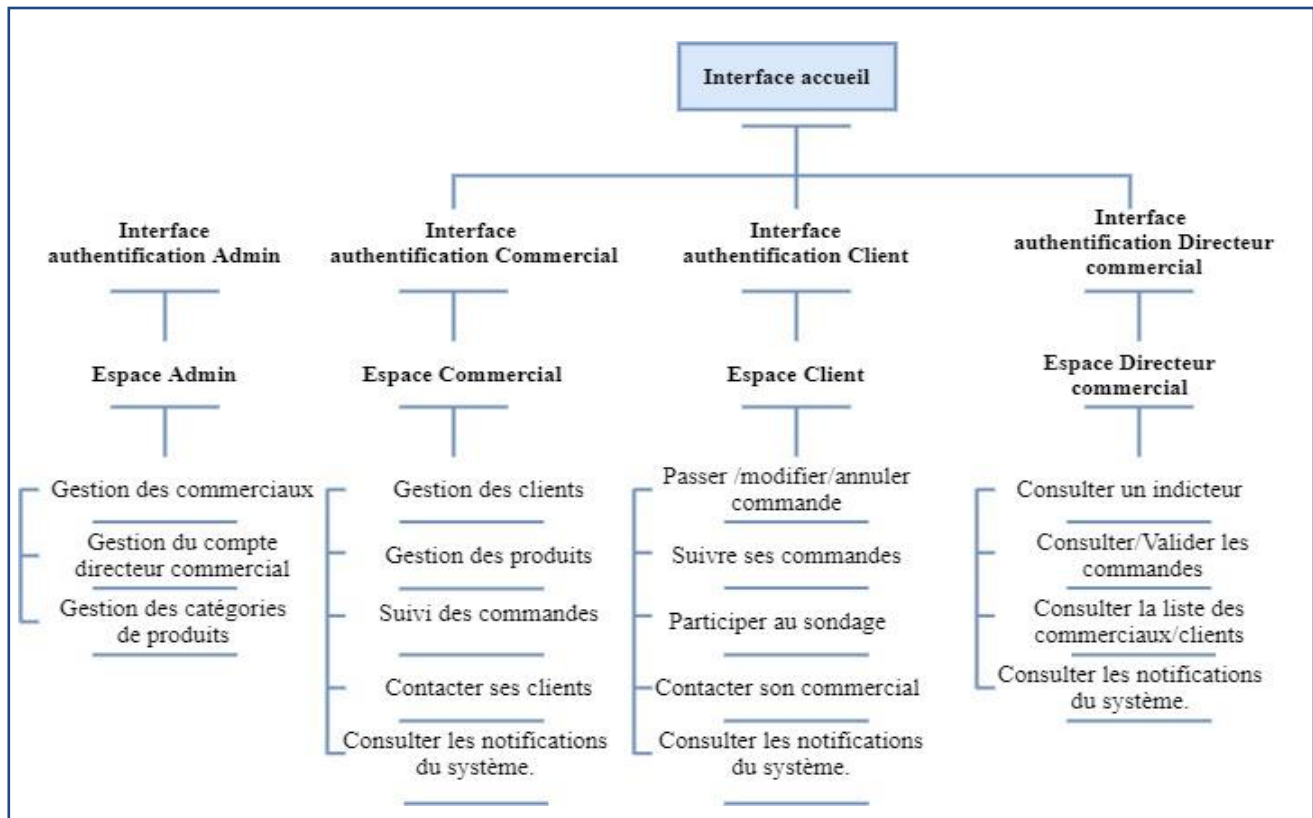 Interface accueil
Interface
authentification Admin
Interface
authentification Commercial
Interface
authentification Client
Interface
authentification Directeur
commercial
Espace Admin
Espace Commercial
Espace Client
Espace Directeur
commercial
Gestion des commerciaux
Gestion du compte
directeur commercial
Gestion des catégories
de produits
Gestion des clients
Gestion des produits
Suivi des commandes
Contacter ses clients
Consulter les notifications
du système.
Passer /modifier/annuler
commande
Suivre ses commandes
Participer au sondage
Contacter son commercial
Consulter les notifications
du système.
Consulter un indicteur
Consulter/Valider les
commandes
Consulter la liste des
commerciaux/clients
Consulter les notifications
du système.